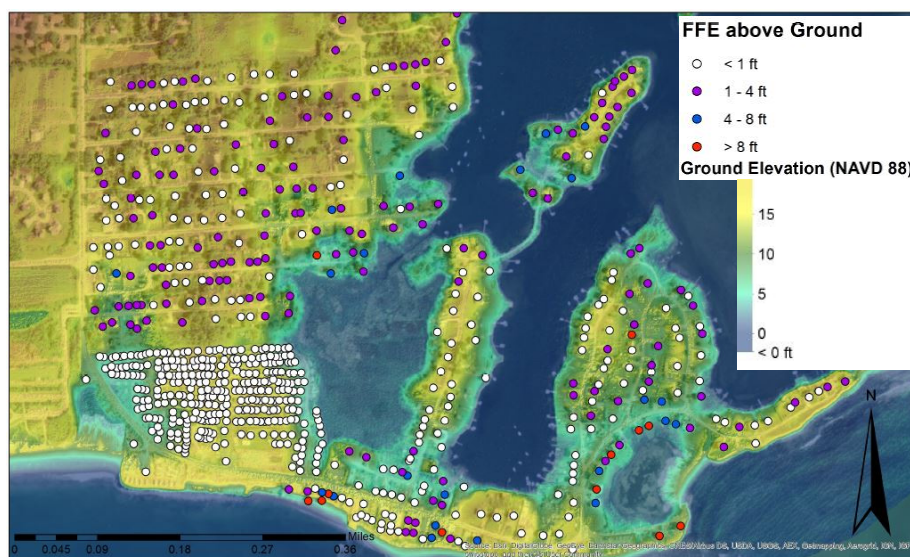 FFE above Ground
< 1 ft
1 - 4 ft
4 - 8 ft
> 8 ft
Ground Elevation (NAVD 88)
15
10
5
0
< 0 ft
N
Miles
0 0.045 0.09 0.18 0.27 0.36